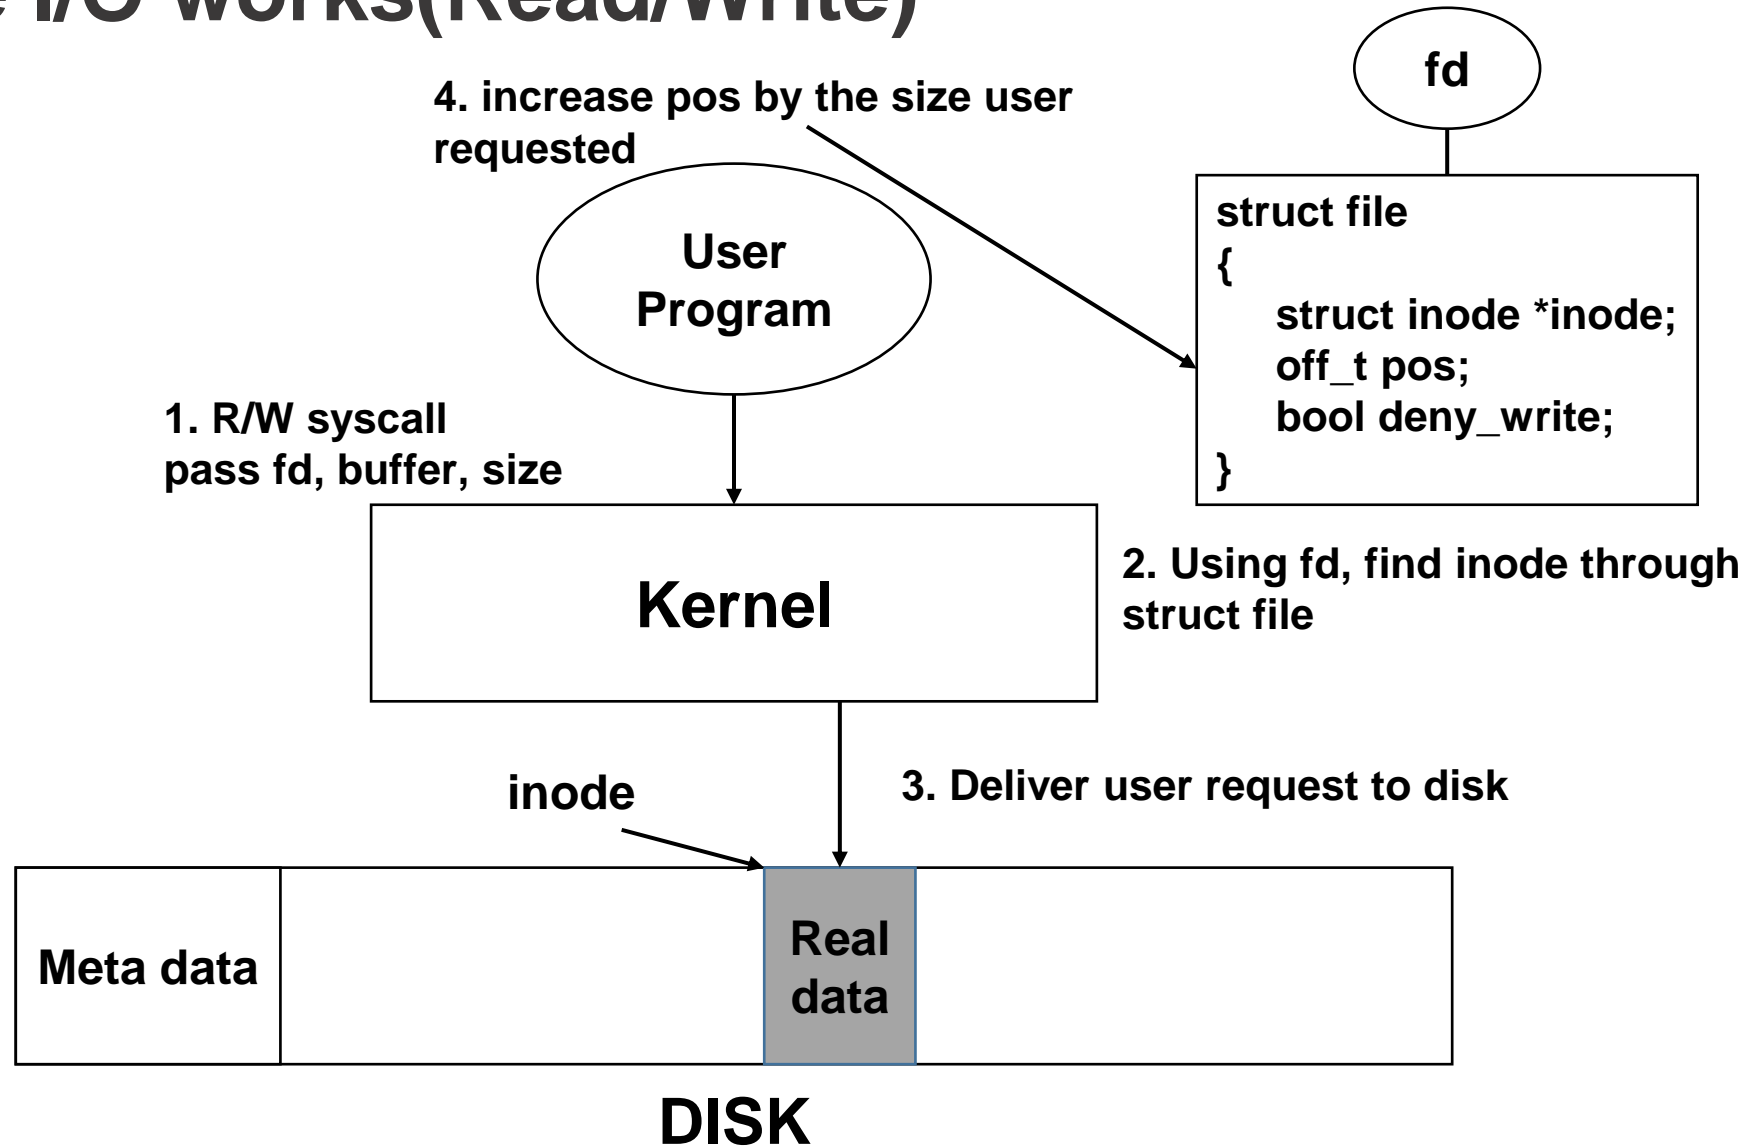 I/O works(Read/Write)
fd
4. increase pos by the size user
requested
struct file
{
struct inode *inode;
off_t pos;
bool deny_write;
}
User
Program
1. R/W syscall
pass fd, buffer, size
Kernel
2. Using fd, find inode through
struct file
inode
3. Deliver user request to disk
Meta data
Real
data
DISK